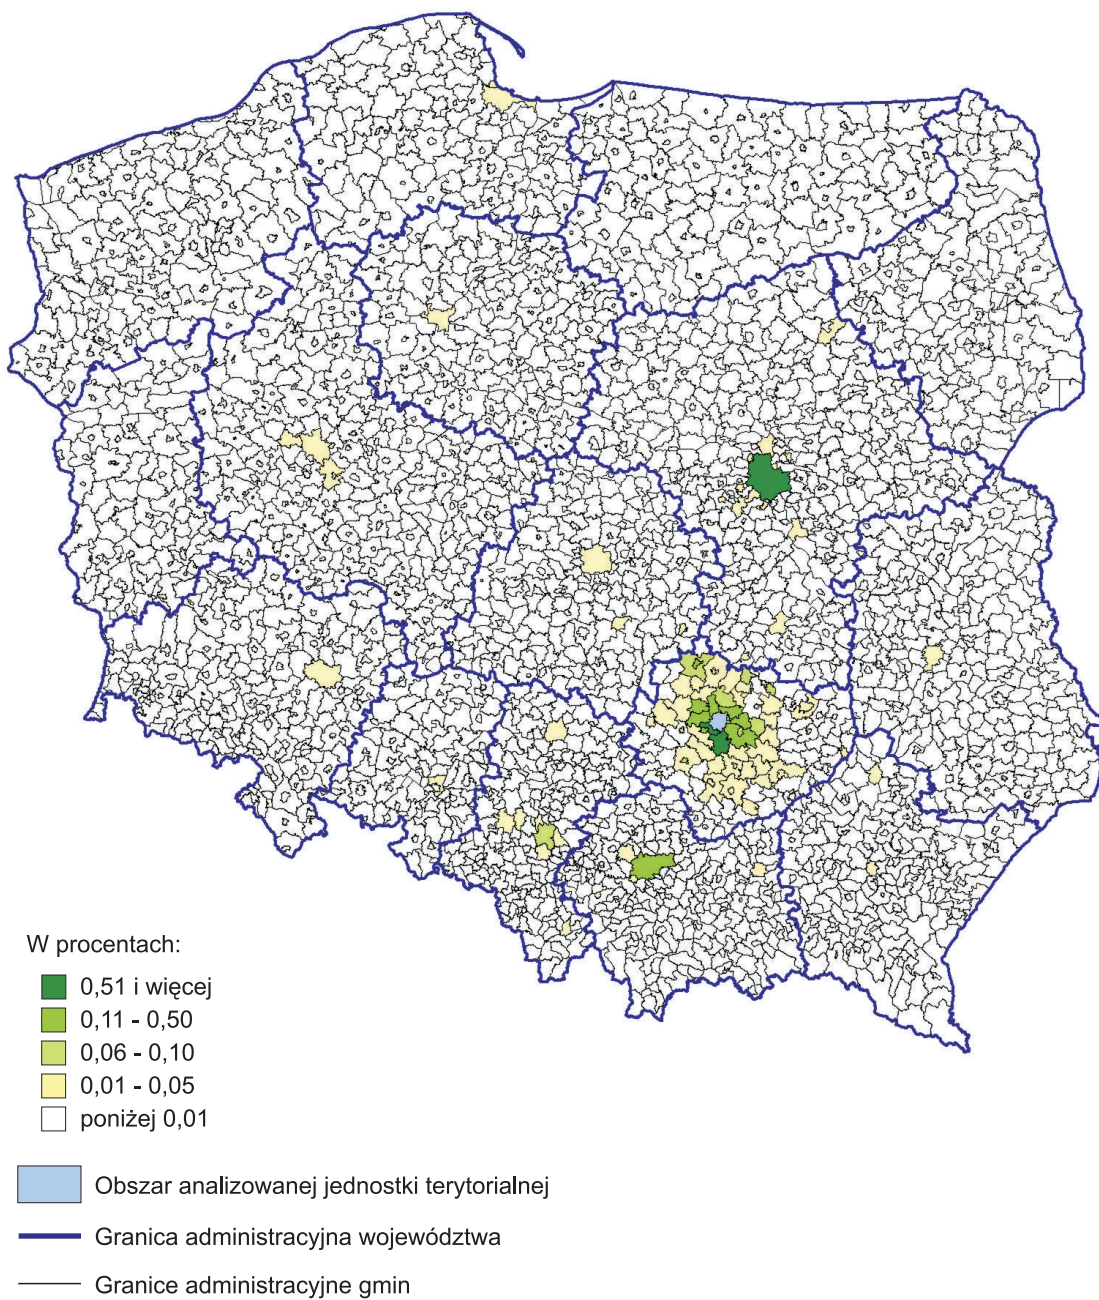 W procentach:
0,51 i więcej
0,11 - 0,50
0,06 - 0,10
0,01 - 0,05
poniżej 0,01
Obszar analizowanej jednostki terytorialnej
Granica administracyjna województwa
Granice administracyjne gmin